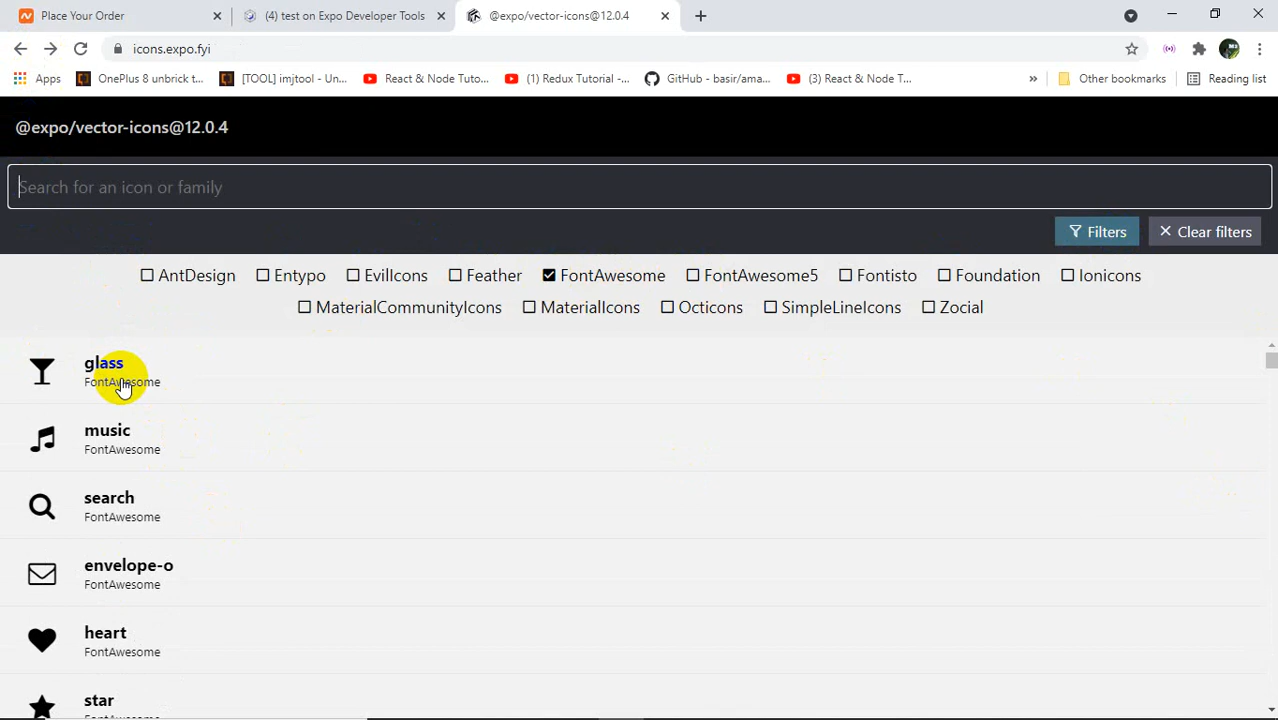 Place Your Order
(4) test on Expo Developer Tools
@expo/vector-icons@12.0.4
icons.expo.fyi
Apps
OnePlus 8 unbrick t...
[TOOL] imjtool - Un...
React & Node Tuto...
(1) Redux Tutorial -...
GitHub - basir/ama...
(3) React & Node T...
»
Other bookmarks
Reading list
@expo/vector-icons@12.0.4
Search for an icon or family
Filters
Clear filters
AntDesign Entypo EvilIcons Feather FontAwesome FontAwesome5 Fontisto Foundation Ionicons
MaterialCommunityIcons MaterialIcons Octicons SimpleLineIcons Zocial
glass
FontAwesome
music
FontAwesome
search
FontAwesome
envelope-o
FontAwesome
heart
FontAwesome
star
FontAwesome